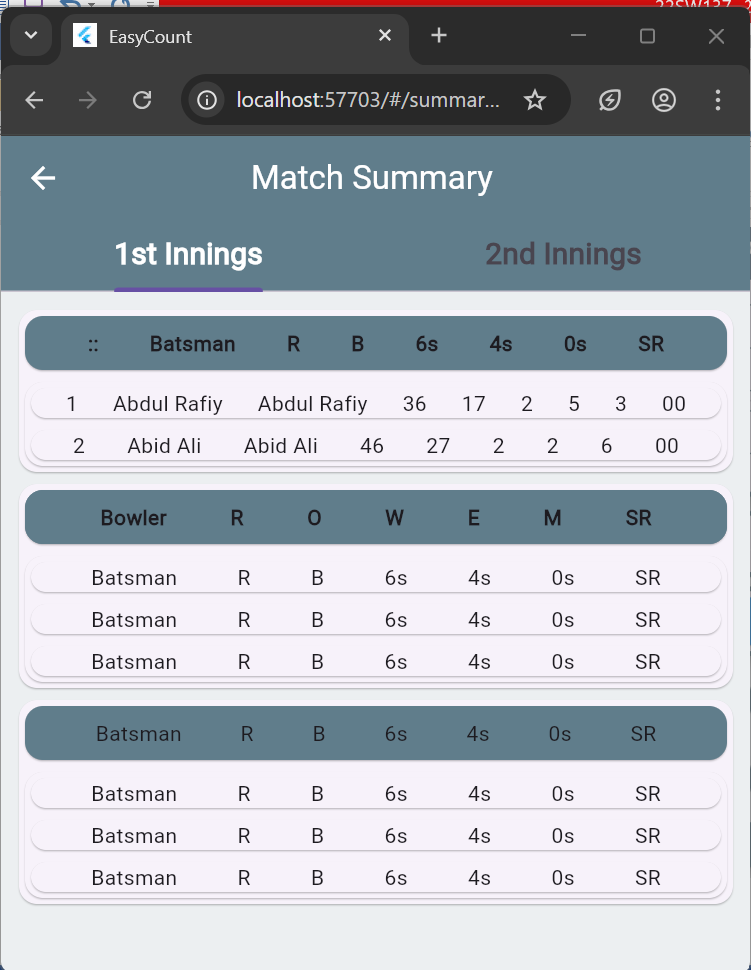 EasyCount
localhost:57703/#/summar...
Match Summary
1st Innings 2nd Innings
:: Batsman R B 6s 4s 0s SR
1 Abdul Rafiy Abdul Rafiy 36 17 2 5 3 00
2 Abid Ali Abid Ali 46 27 2 2 6 00
Bowler R O W E M SR
Batsman R B 6s 4s 0s SR
Batsman R B 6s 4s 0s SR
Batsman R B 6s 4s 0s SR
Batsman R B 6s 4s 0s SR
Batsman R B 6s 4s 0s SR
Batsman R B 6s 4s 0s SR
Batsman R B 6s 4s 0s SR